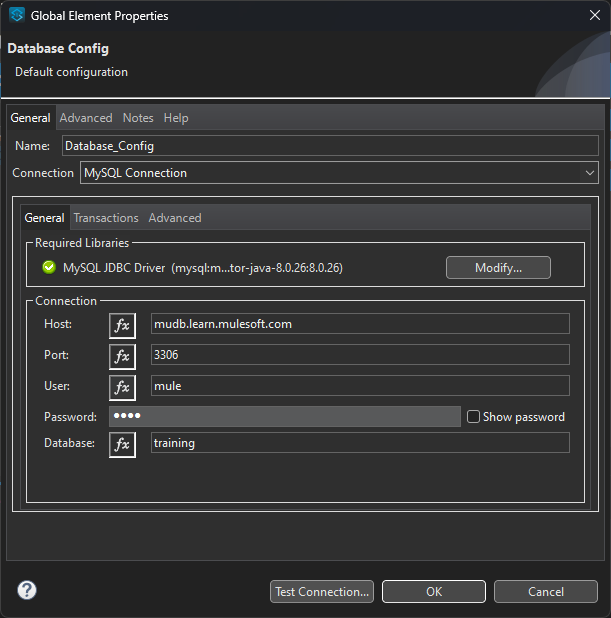 Global Element Properties
Database Config
Default configuration
General Advanced Notes Help
Name: Database_Config
Connection MySQL Connection
General Transactions Advanced
Required Libraries
MySQL JDBC Driver (mysql:m...tor-java-8.0.26:8.0.26) Modify...
Connection
Host: fx mudb.learn.mulesoft.com
Port: fx 3306
User: fx mule
Password: •••• Show password
Database: fx training
? Test Connection... OK Cancel